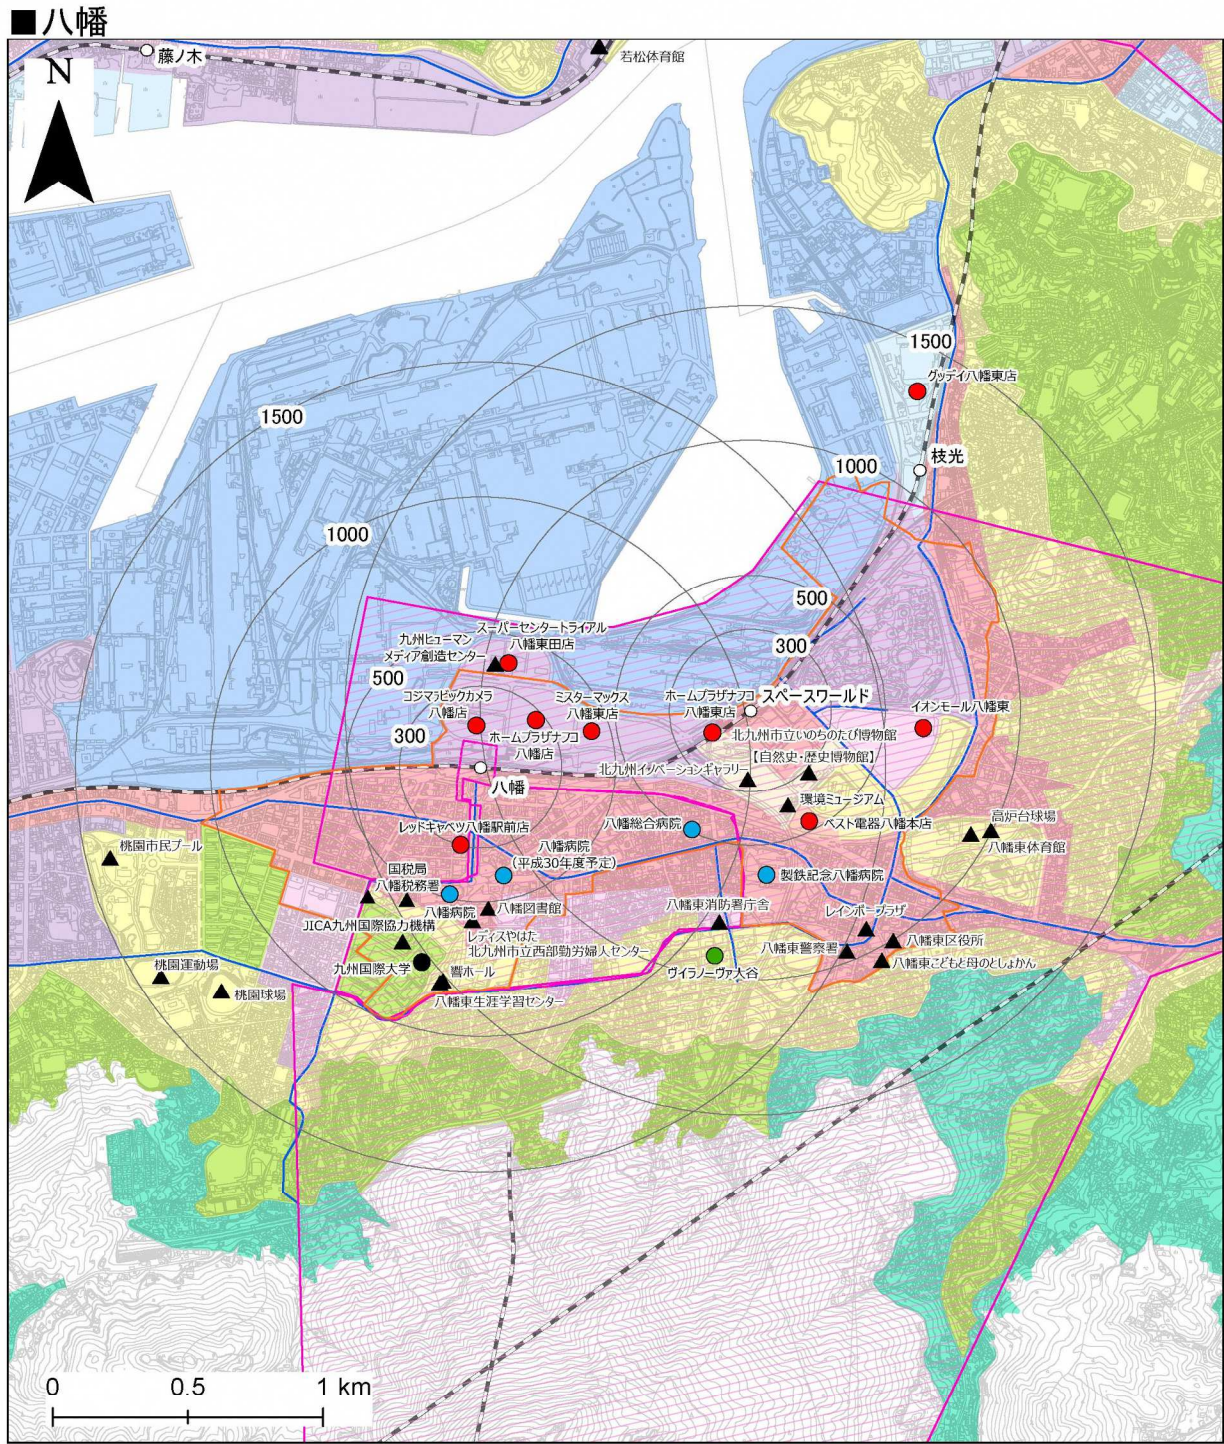 ■八幡
藤ノ木
若松体育館
N
1500
グッデイ八幡東店
1500
枝光
1000
1000
500
300
スーパーセンタートライアル
八幡東田店
九州ヒューマン
メディア創造センター
500
コジマ×ビックカメラ
八幡店
ミスターマックス
八幡東店
ホームプラザナフコ
八幡東店
スペースワールド
イオンモール八幡東
300
ホームプラザナフコ
八幡店
北九州市立いのちのたび博物館
【自然史・歴史博物館】
北九州イノベーションギャラリー
八幡
環境ミュージアム
レッドキャベツ八幡駅前店
八幡総合病院
ベスト電器八幡本店
高炉台球場
八幡東体育館
桃園市民プール
八幡病院
(平成30年度予定)
国税局
八幡税務署
製鉄記念八幡病院
八幡病院
八幡図書館
八幡東消防署庁舎
レインボープラザ
JICA九州国際協力機構
レディスやはた
北九州市立西部勤労婦人センター
八幡東警察署
八幡東区役所
八幡東こどもと母のとしょかん
九州国際大学
響ホール
ヴィラノーヴァ大谷
桃園運動場
桃園球場
八幡東生涯学習センター
0 0.5 1 km